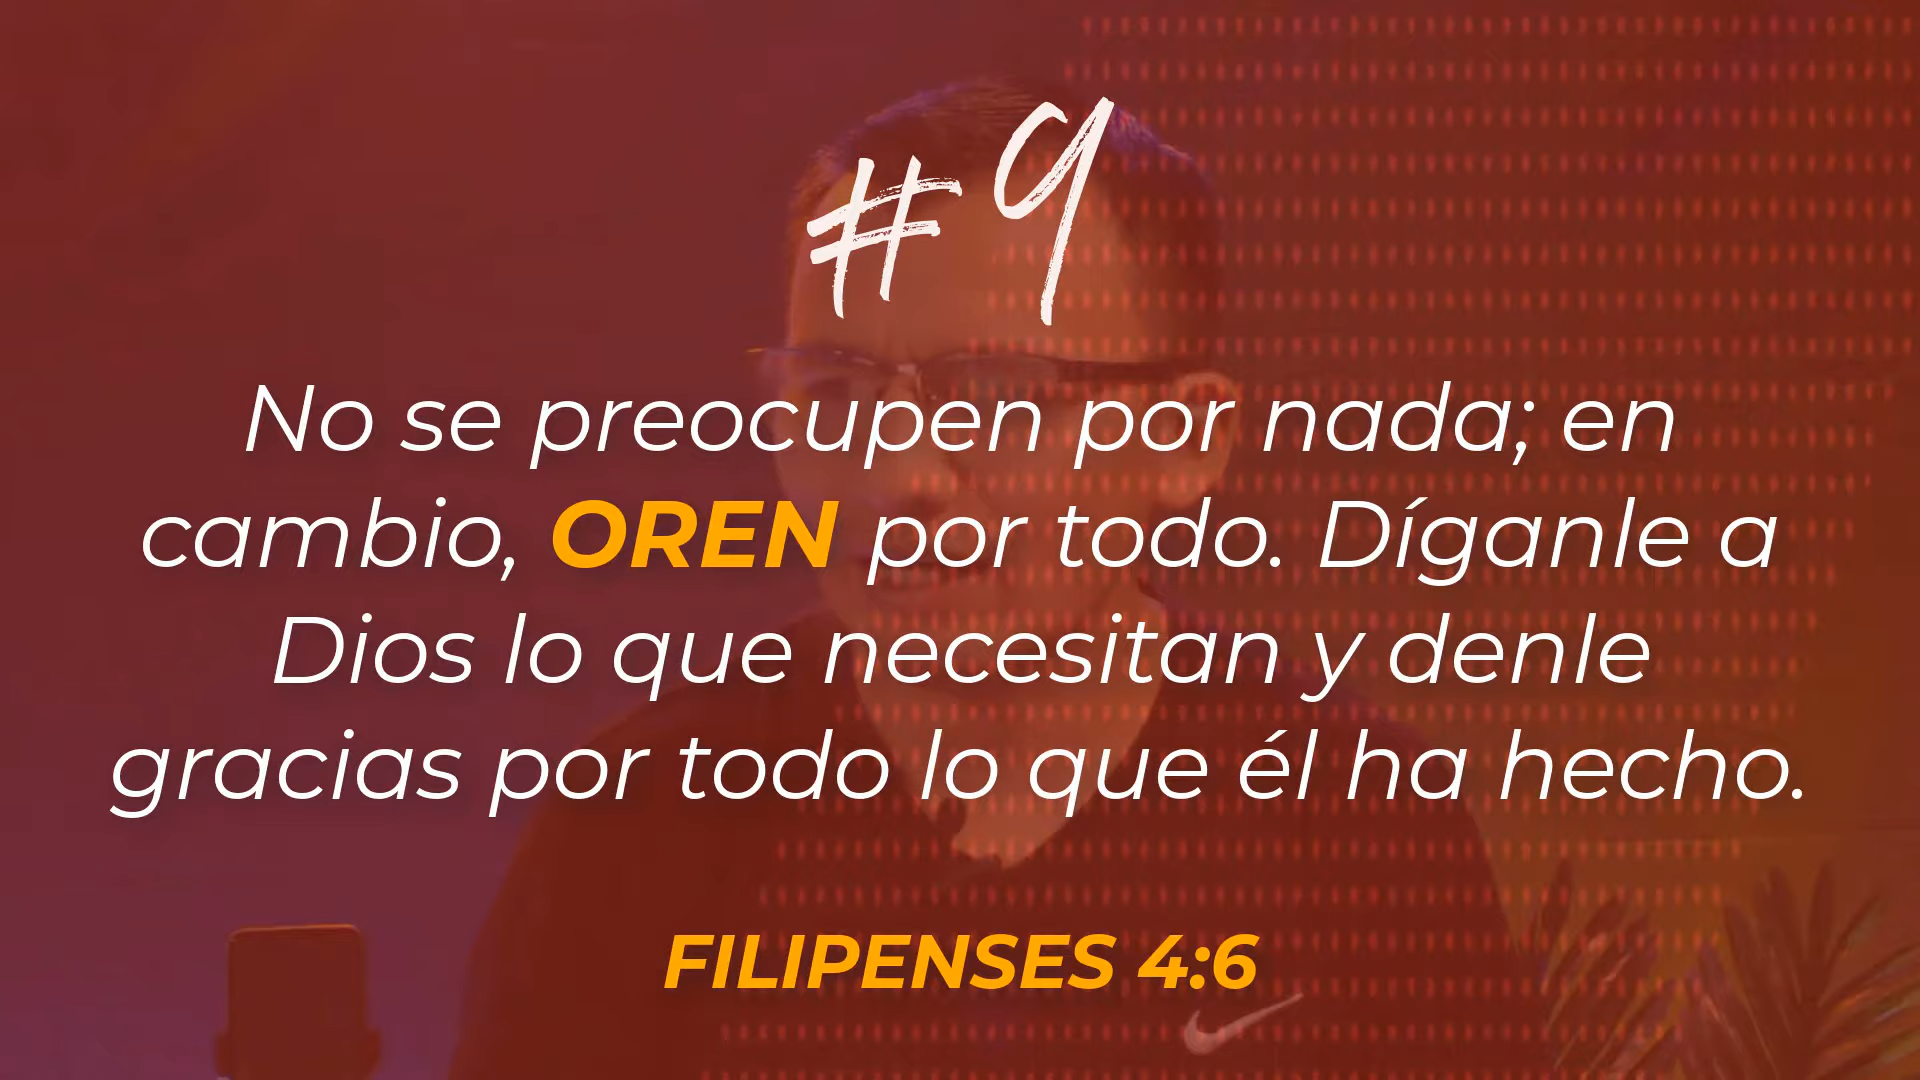 #9
No se preocupen por nada; en
cambio, OREN por todo. Díganle a
Dios lo que necesitan y denle
gracias por todo lo que él ha hecho.
FILIPENSES 4:6